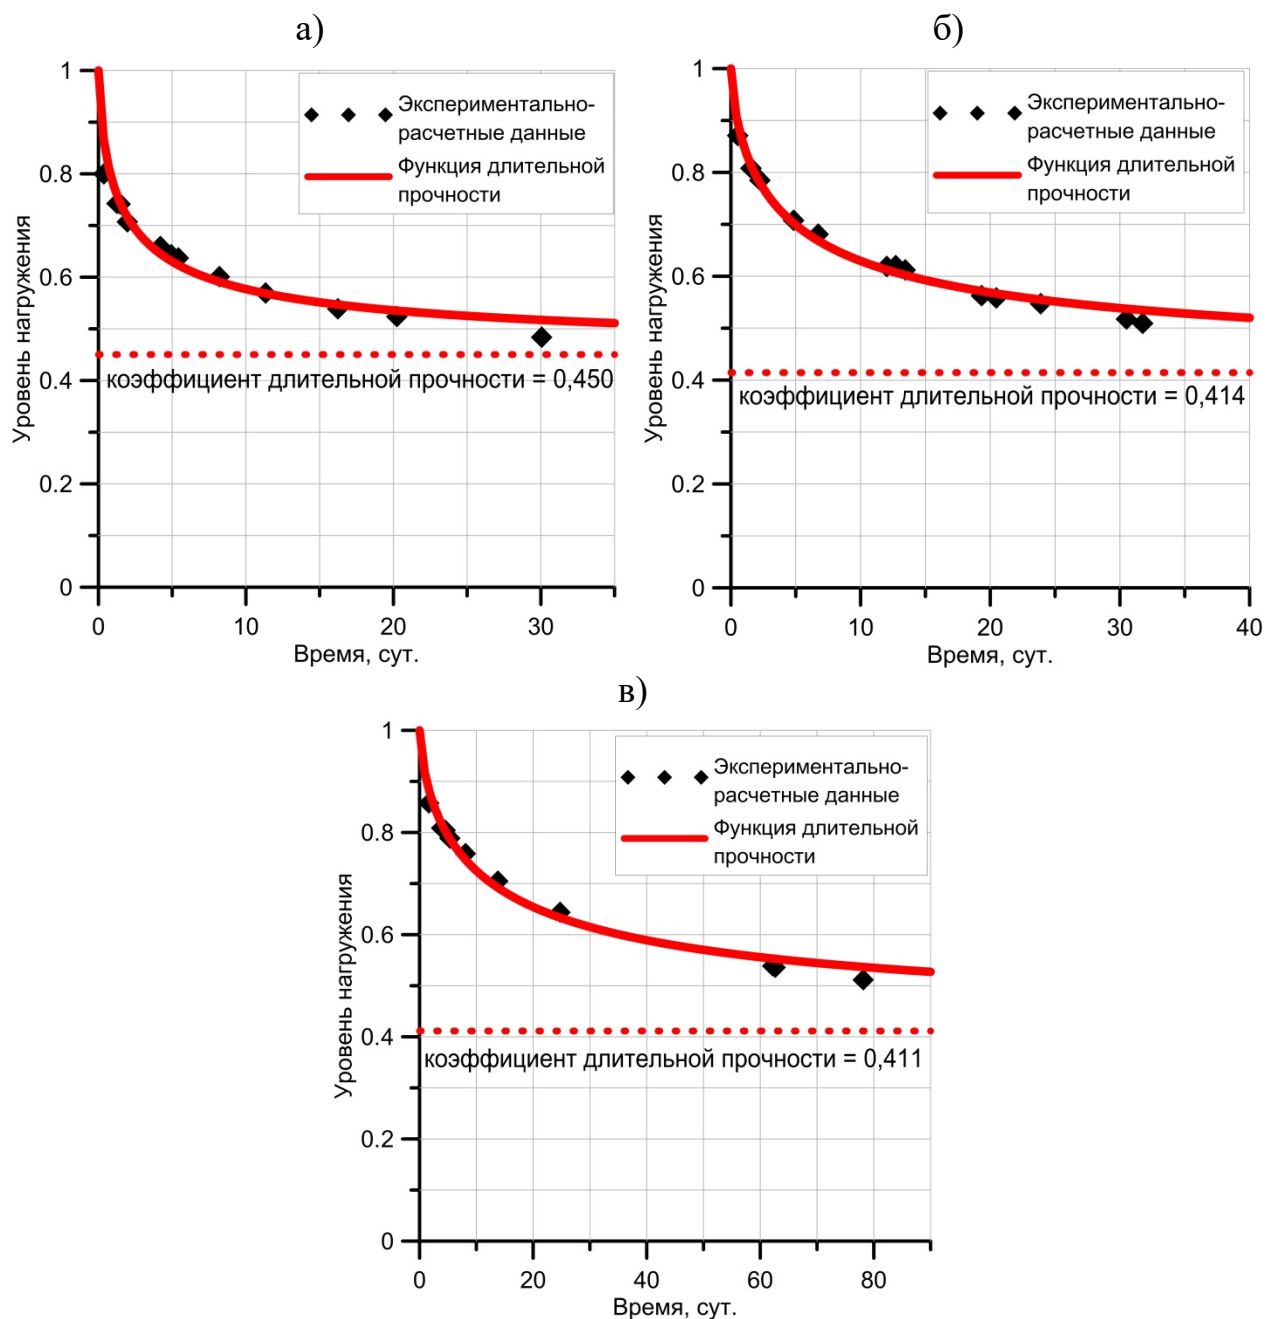 а)
1
0.8
0.6
0.4
0.2
0
0
10
20
30
Уровень нагружения
Время, сут.
Экспериментально-
расчетные данные
Функция длительной
прочности
коэффициент длительной прочности = 0,450
б)
1
0.8
0.6
0.4
0.2
0
0
10
20
30
40
Уровень нагружения
Время, сут.
Экспериментально-
расчетные данные
Функция длительной
прочности
коэффициент длительной прочности = 0,414
в)
1
0.8
0.6
0.4
0.2
0
0
20
40
60
80
Уровень нагружения
Время, сут.
Экспериментально-
расчетные данные
Функция длительной
прочности
коэффициент длительной прочности = 0,411